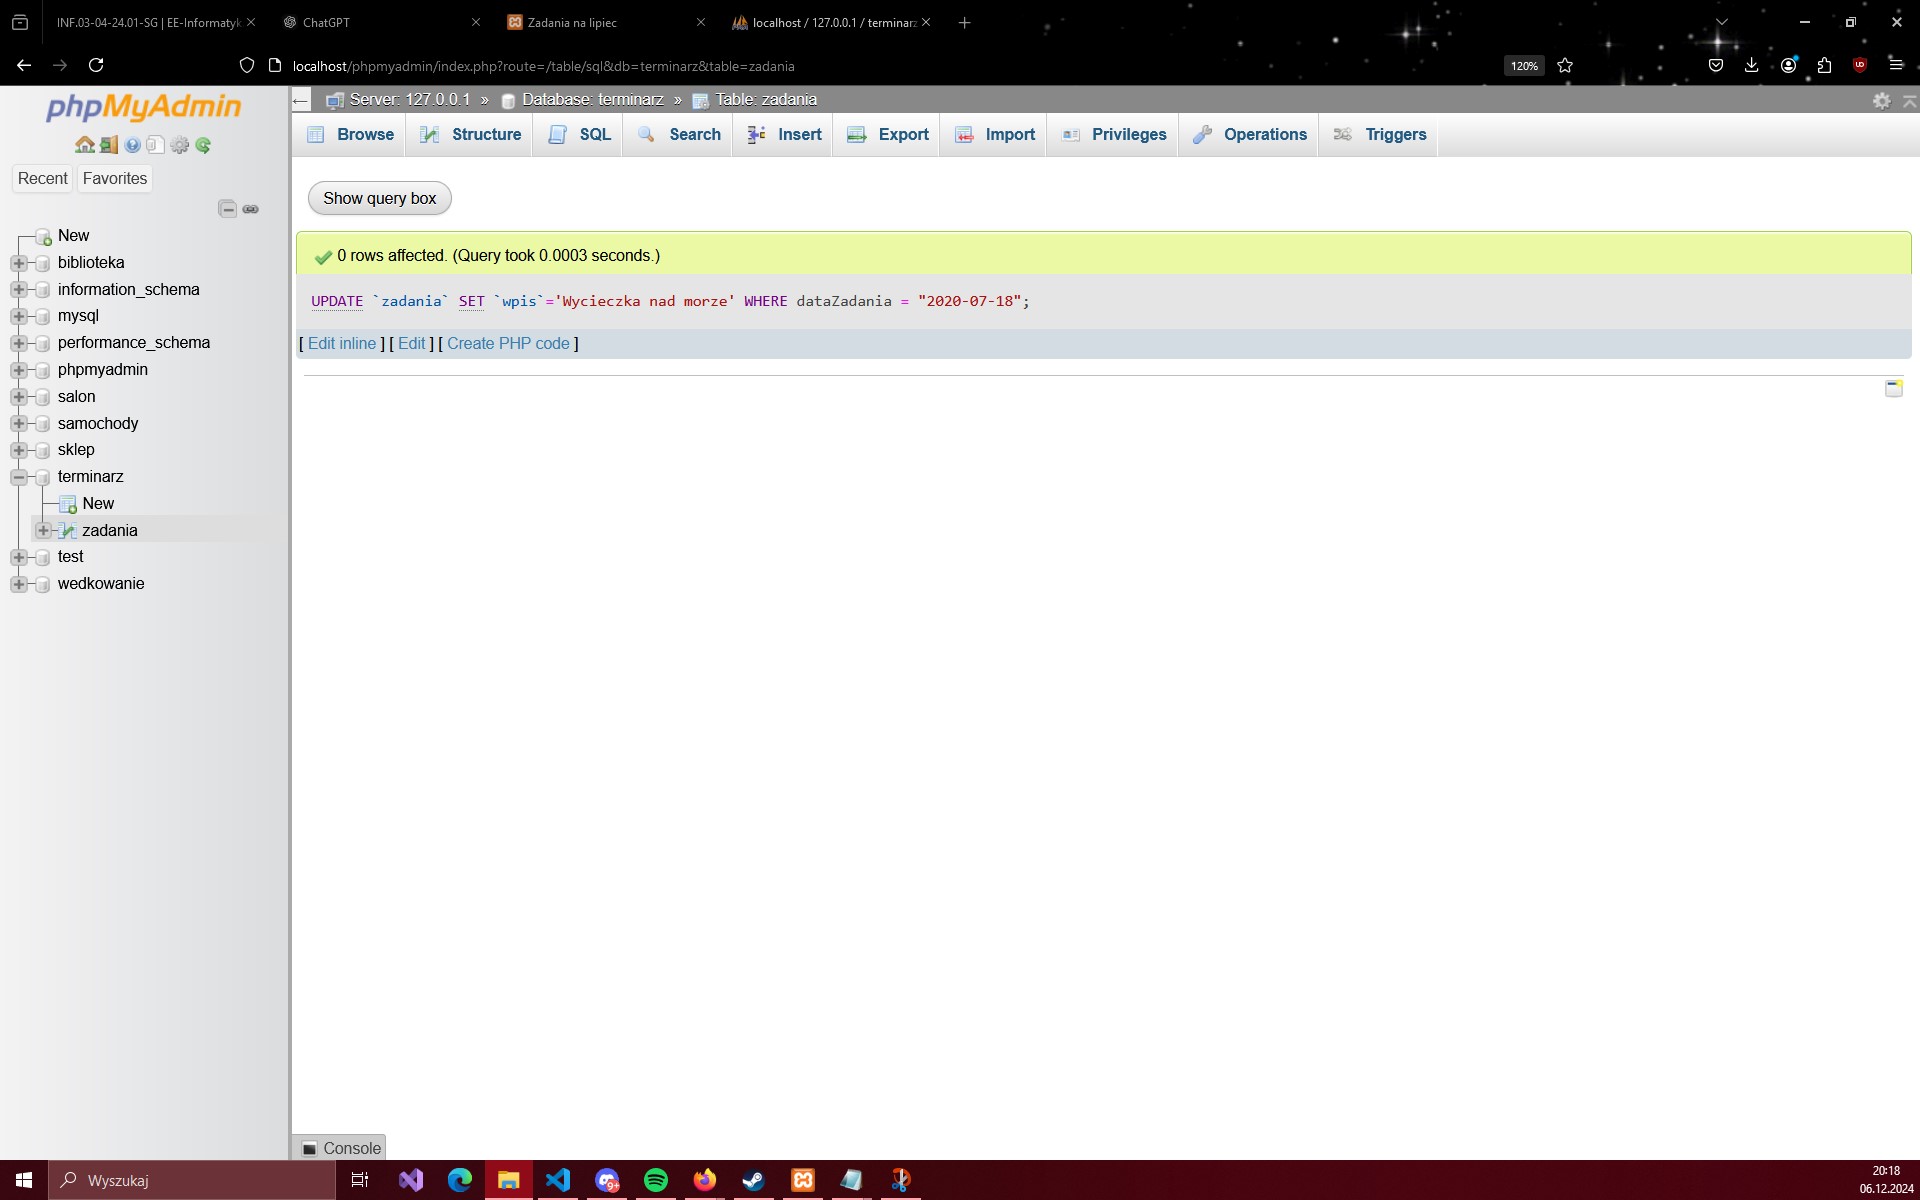 INF.03-04-24.01-SG | EE-Informatyk
ChatGPT
Zadania na lipiec
localhost / 127.0.0.1 / terminarz
localhost/phpmyadmin/index.php?route=/table/sql&db=terminarz&table=zadania
120%
phpMyAdmin
Server: 127.0.0.1 » Database: terminarz » Table: zadania
Browse Structure SQL Search Insert Export Import Privileges Operations Triggers
Recent Favorites
New
biblioteka
information_schema
mysql
performance_schema
phpmyadmin
salon
samochody
sklep
terminarz
New
zadania
test
wedkowanie
Show query box
0 rows affected. (Query took 0.0003 seconds.)
UPDATE `zadania` SET `wpis`='Wycieczka nad morze' WHERE dataZadania = "2020-07-18";
[ Edit inline ] [ Edit ] [ Create PHP code ]
Console
Wyszukaj
9+
20:18
06.12.2024